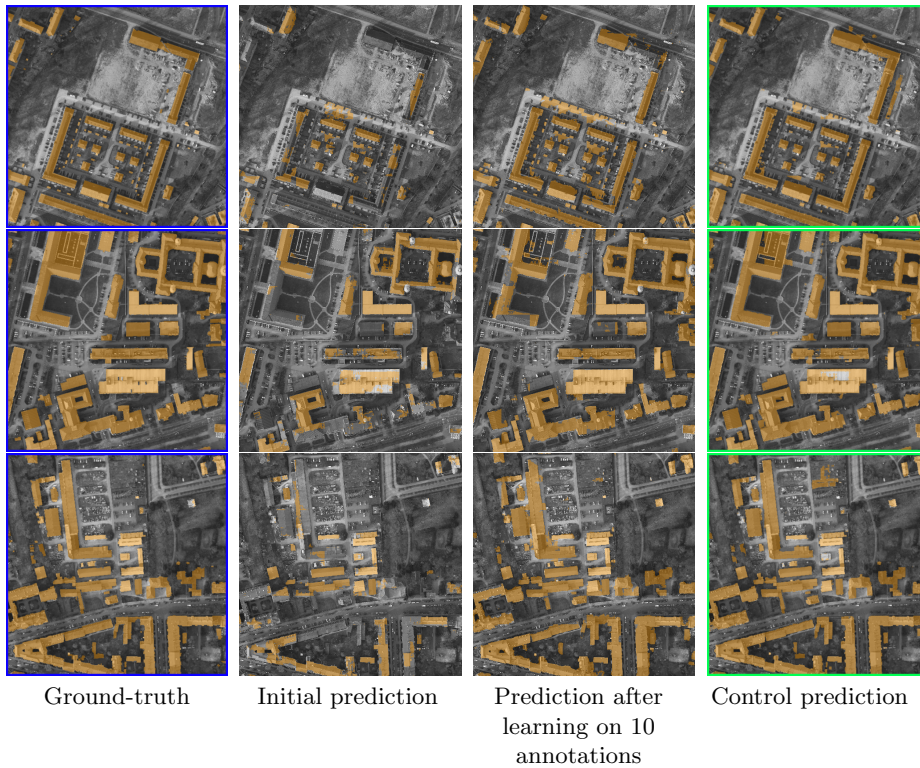 Ground-truth
Initial prediction
Prediction after
learning on 10
annotations
Control prediction